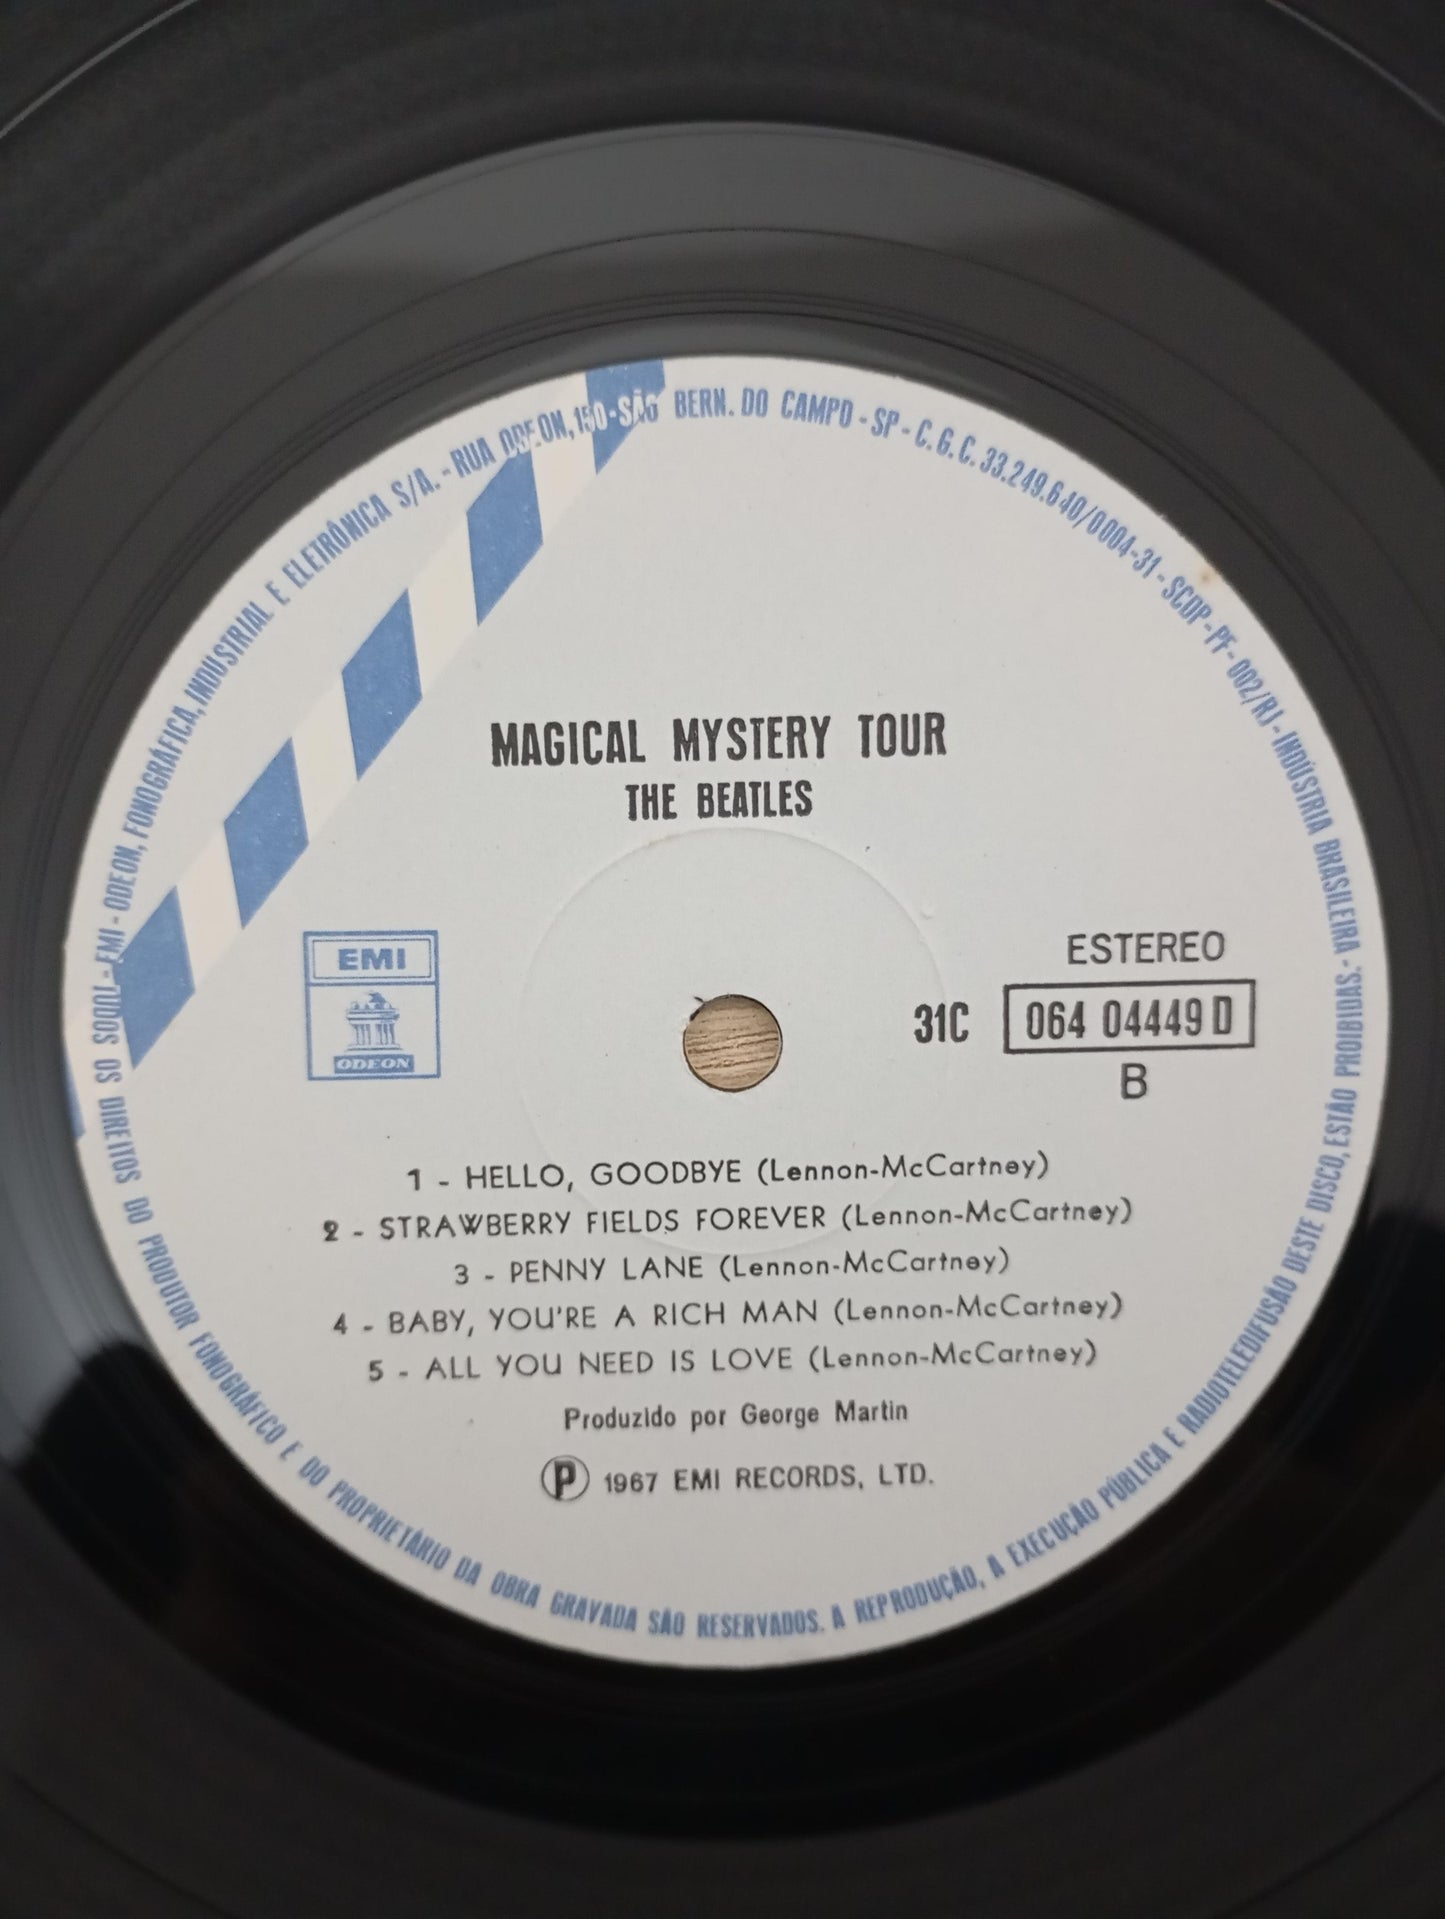 EMI - ODEON, FONOGRÁFICA, INDUSTRIAL E ELETRÔNICA S/A. - RUA ODEON, 150 - SÃO BERN. DO CAMPO - SP - C.G.C. 33.249.640/0004-31 - SCDP - PF - 002/RJ - INDÚSTRIA BRASILEIRA
MAGICAL MYSTERY TOUR
THE BEATLES
EMI
ODEON
ESTEREO
31C 064 04449 D
B
1 - HELLO, GOODBYE (Lennon-McCartney)
2 - STRAWBERRY FIELDS FOREVER (Lennon-McCartney)
3 - PENNY LANE (Lennon-McCartney)
4 - BABY, YOU'RE A RICH MAN (Lennon-McCartney)
5 - ALL YOU NEED IS LOVE (Lennon-McCartney)
Produzido por George Martin
Ⓟ 1967 EMI RECORDS, LTD.
TODOS OS DIREITOS DO PRODUTOR FONOGRÁFICO E DO PROPRIETÁRIO DA OBRA GRAVADA SÃO RESERVADOS. A REPRODUÇÃO, A EXECUÇÃO PÚBLICA E RADIOTELEDIFUSÃO DESTE DISCO, ESTÃO PROIBIDAS. -